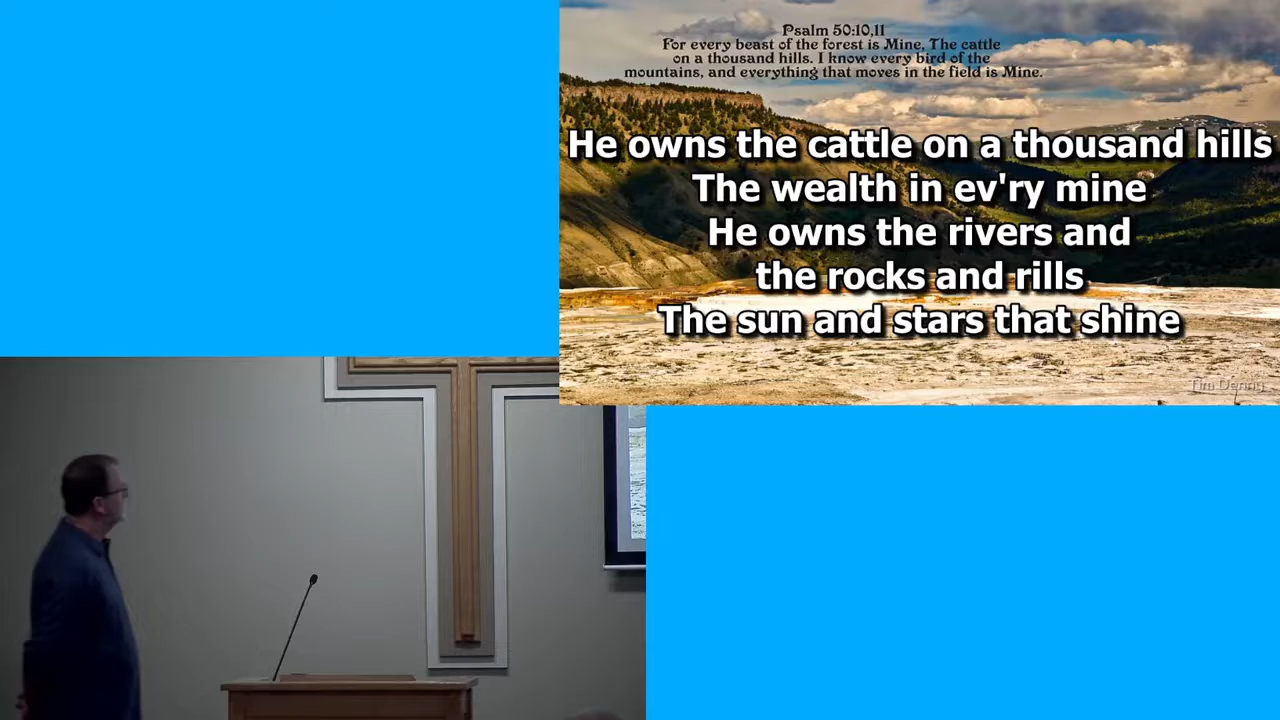 Psalm 50:10,11
For every beast of the forest is Mine, The cattle
on a thousand hills. I know every bird of the
mountains, and everything that moves in the field is Mine.
He owns the cattle on a thousand hills
The wealth in ev'ry mine
He owns the rivers and
the rocks and rills
The sun and stars that shine
Tim Denny